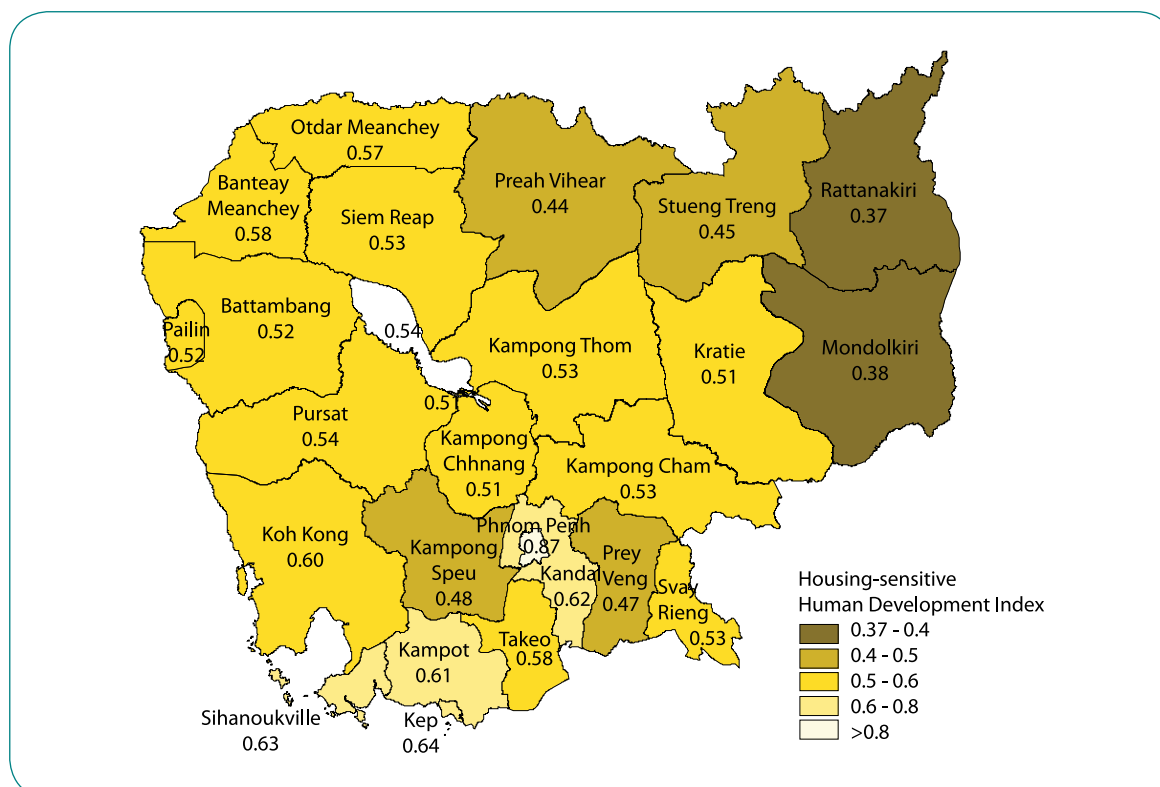 Otdar Meanchey
0.57
Banteay
Meanchey
0.58
Siem Reap
0.53
Preah Vihear
0.44
Stueng Treng
0.45
Rattanakiri
0.37
Battambang
0.52
Pailin
0.52
0.54
Kampong Thom
0.53
Kratie
0.51
Mondolkiri
0.38
Pursat
0.54
0.5
Kampong
Chhnang
0.51
Kampong Cham
0.53
Koh Kong
0.60
Kampong
Speu
0.48
Phnom Penh
0.87
Kandal
0.62
Prey
Veng
0.47
Svay
Rieng
0.53
Takeo
0.58
Kampot
0.61
Sihanoukville
0.63
Kep
0.64
Housing-sensitive
Human Development Index
0.37 - 0.4
0.4 - 0.5
0.5 - 0.6
0.6 - 0.8
>0.8